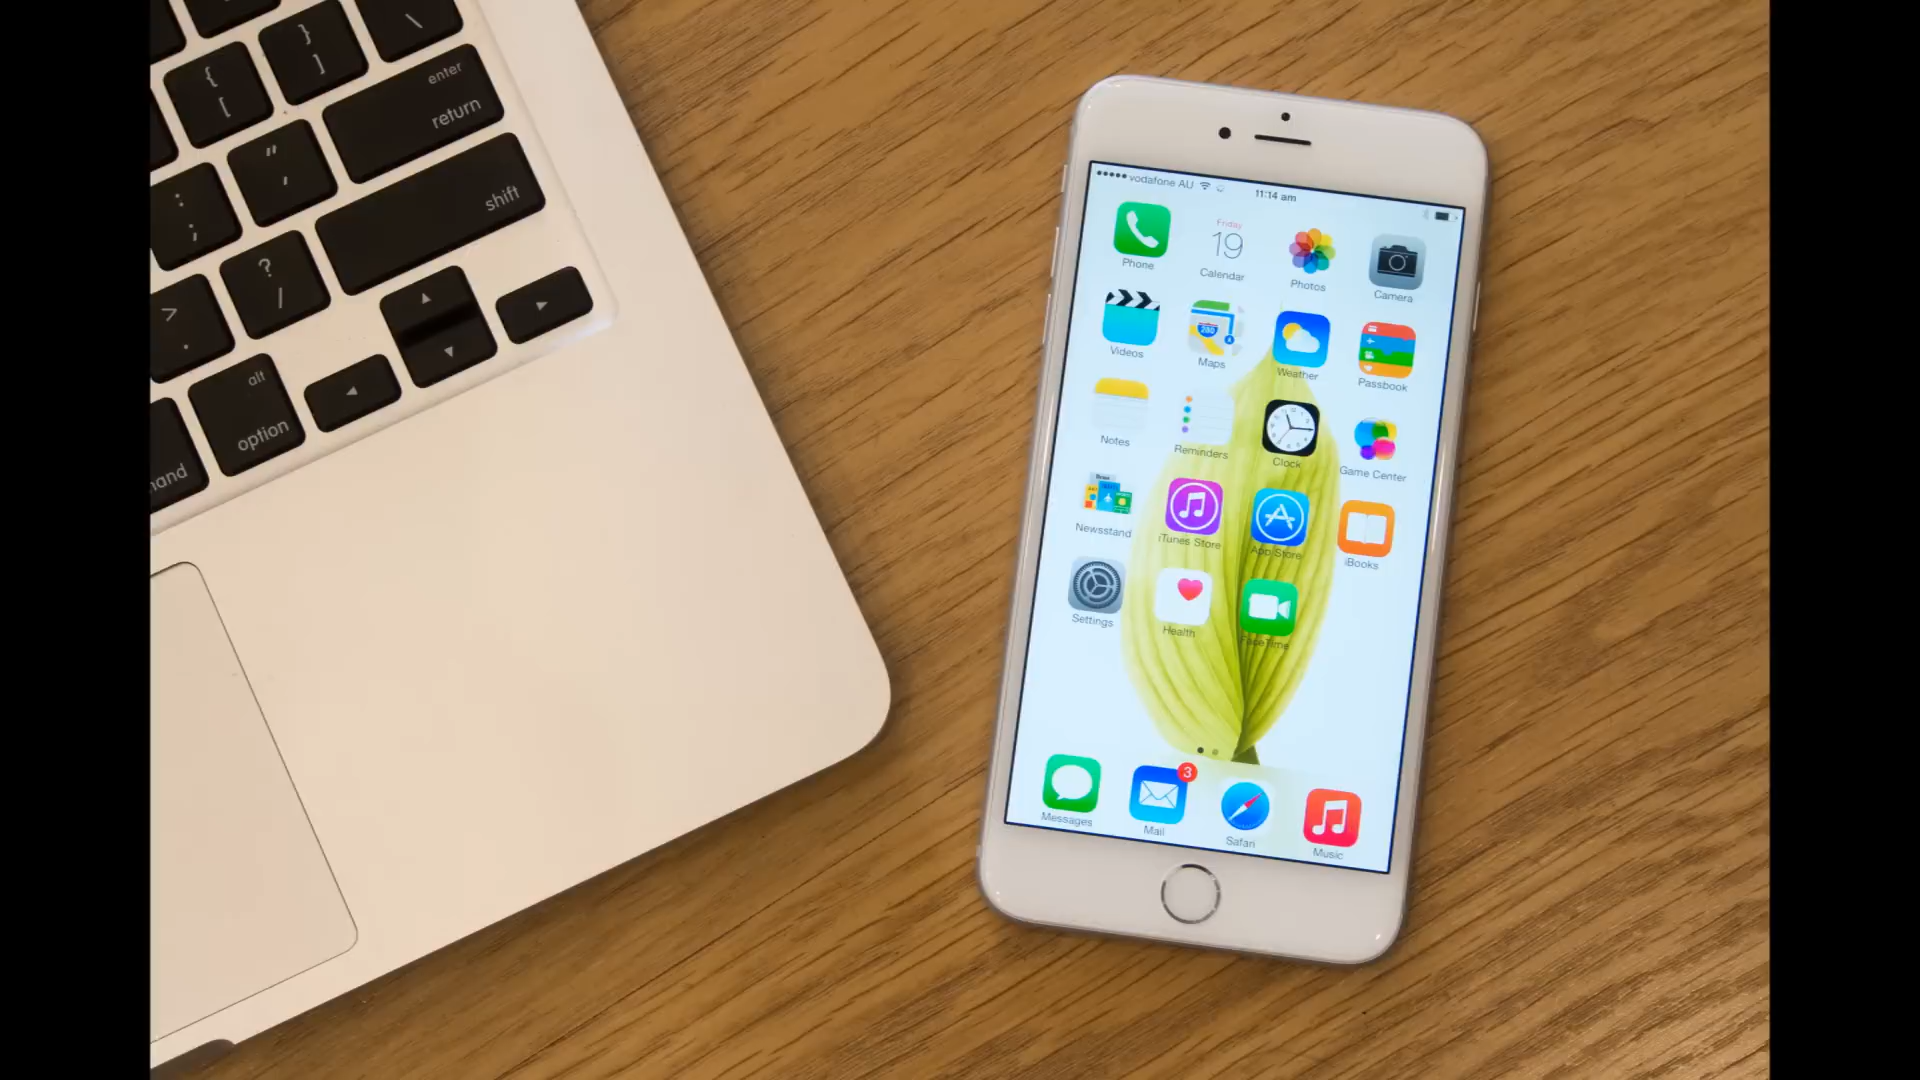 \
{
[
}
]
enter
return
"
,
:
;
shift
?
/
>
.
alt
option
vodafone AU
11:14 am
Phone
Friday
19
Calendar
Photos
Camera
Videos
280
Maps
Weather
Passbook
Notes
Reminders
Clock
Game Center
Newsstand
iTunes Store
App Store
iBooks
Settings
Health
FaceTime
3
Messages
Mail
Safari
Music